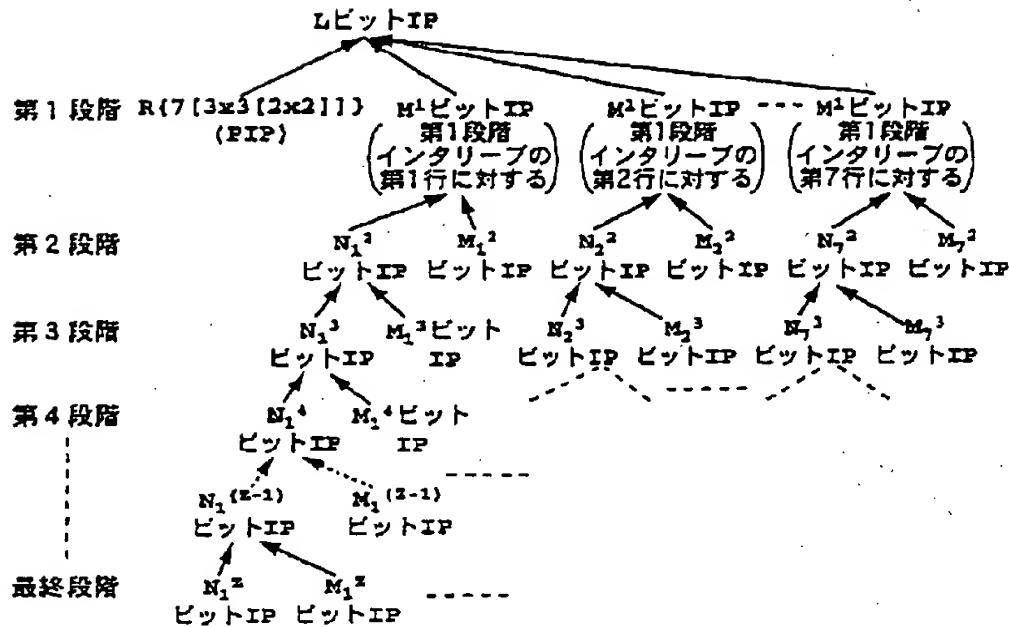 LビットIP
第1段階 R{7[3x3[2x2]]} M¹ビットIP M¹ビットIP --- M¹ビットIP
(PIP)
(第1段階 インタリーブの 第1行に対する) (第1段階 インタリーブの 第2行に対する) (第1段階 インタリーブの 第7行に対する)
第2段階 N₁² M₁² N₂² M₂² N₇² M₇²
ビットIP ビットIP ビットIP ビットIP ビットIP ビットIP
第3段階 N₁³ M₁³ビット N₂³ M₂³ N₇³ M₇³
ビットIP IP ビットIP ビットIP ビットIP ビットIP
第4段階 N₁⁴ M₁⁴ビット
ビットIP IP
N₁⁽ᶻ⁻¹⁾ M₁⁽ᶻ⁻¹⁾
ビットIP ビットIP
最終段階 N₁ᶻ M₁ᶻ
ビットIP ビットIP